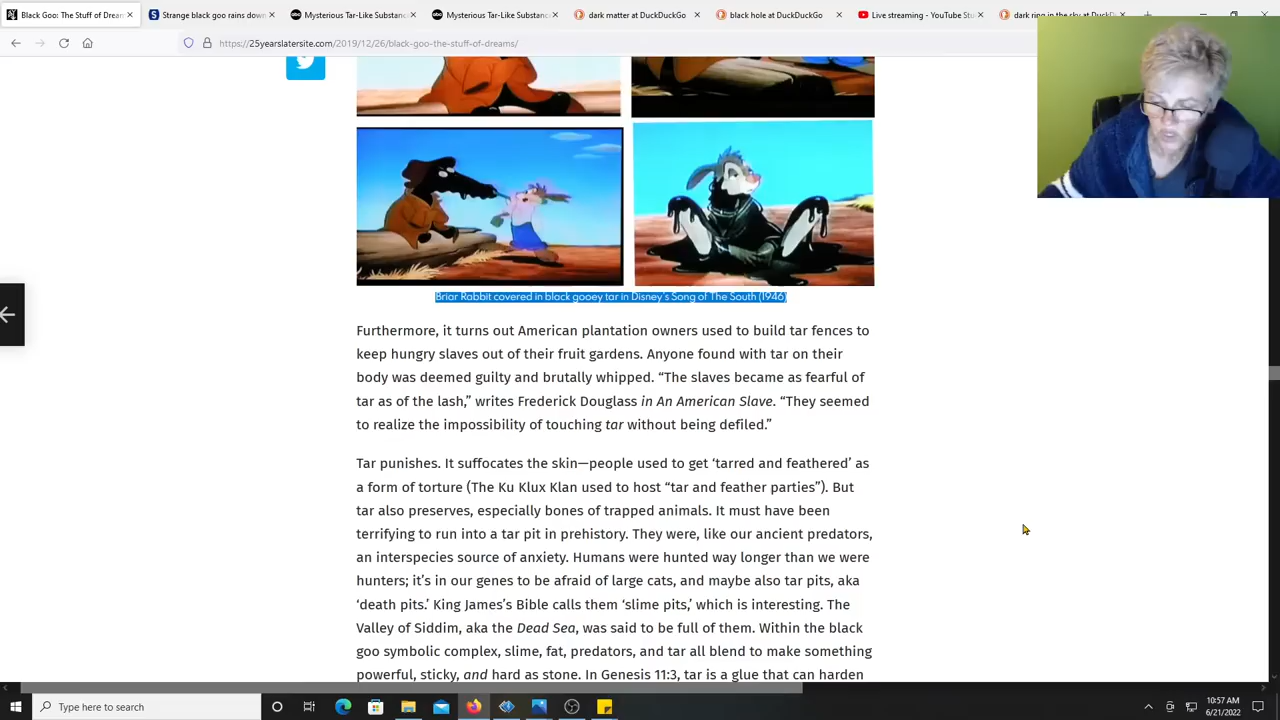 Black Goo: The Stuff of Dream
Strange black goo rains down
Mysterious Tar-Like Substanc
Mysterious Tar-Like Substanc
dark matter at DuckDuckGo
black hole at DuckDuckGo
Live streaming - YouTube Stu
dark ring in the sky at Duck
https://25yearslatersite.com/2019/12/26/black-goo-the-stuff-of-dreams/
Briar Rabbit covered in black gooey tar in Disney's Song of The South (1946)
Furthermore, it turns out American plantation owners used to build tar fences to
keep hungry slaves out of their fruit gardens. Anyone found with tar on their
body was deemed guilty and brutally whipped. “The slaves became as fearful of
tar as of the lash,” writes Frederick Douglass in An American Slave. “They seemed
to realize the impossibility of touching tar without being defiled.”
Tar punishes. It suffocates the skin—people used to get ‘tarred and feathered’ as
a form of torture (The Ku Klux Klan used to host “tar and feather parties”). But
tar also preserves, especially bones of trapped animals. It must have been
terrifying to run into a tar pit in prehistory. They were, like our ancient predators,
an interspecies source of anxiety. Humans were hunted way longer than we were
hunters; it’s in our genes to be afraid of large cats, and maybe also tar pits, aka
‘death pits.’ King James’s Bible calls them ‘slime pits,’ which is interesting. The
Valley of Siddim, aka the Dead Sea, was said to be full of them. Within the black
goo symbolic complex, slime, fat, predators, and tar all blend to make something
powerful, sticky, and hard as stone. In Genesis 11:3, tar is a glue that can harden
Type here to search
10:57 AM
6/21/2022